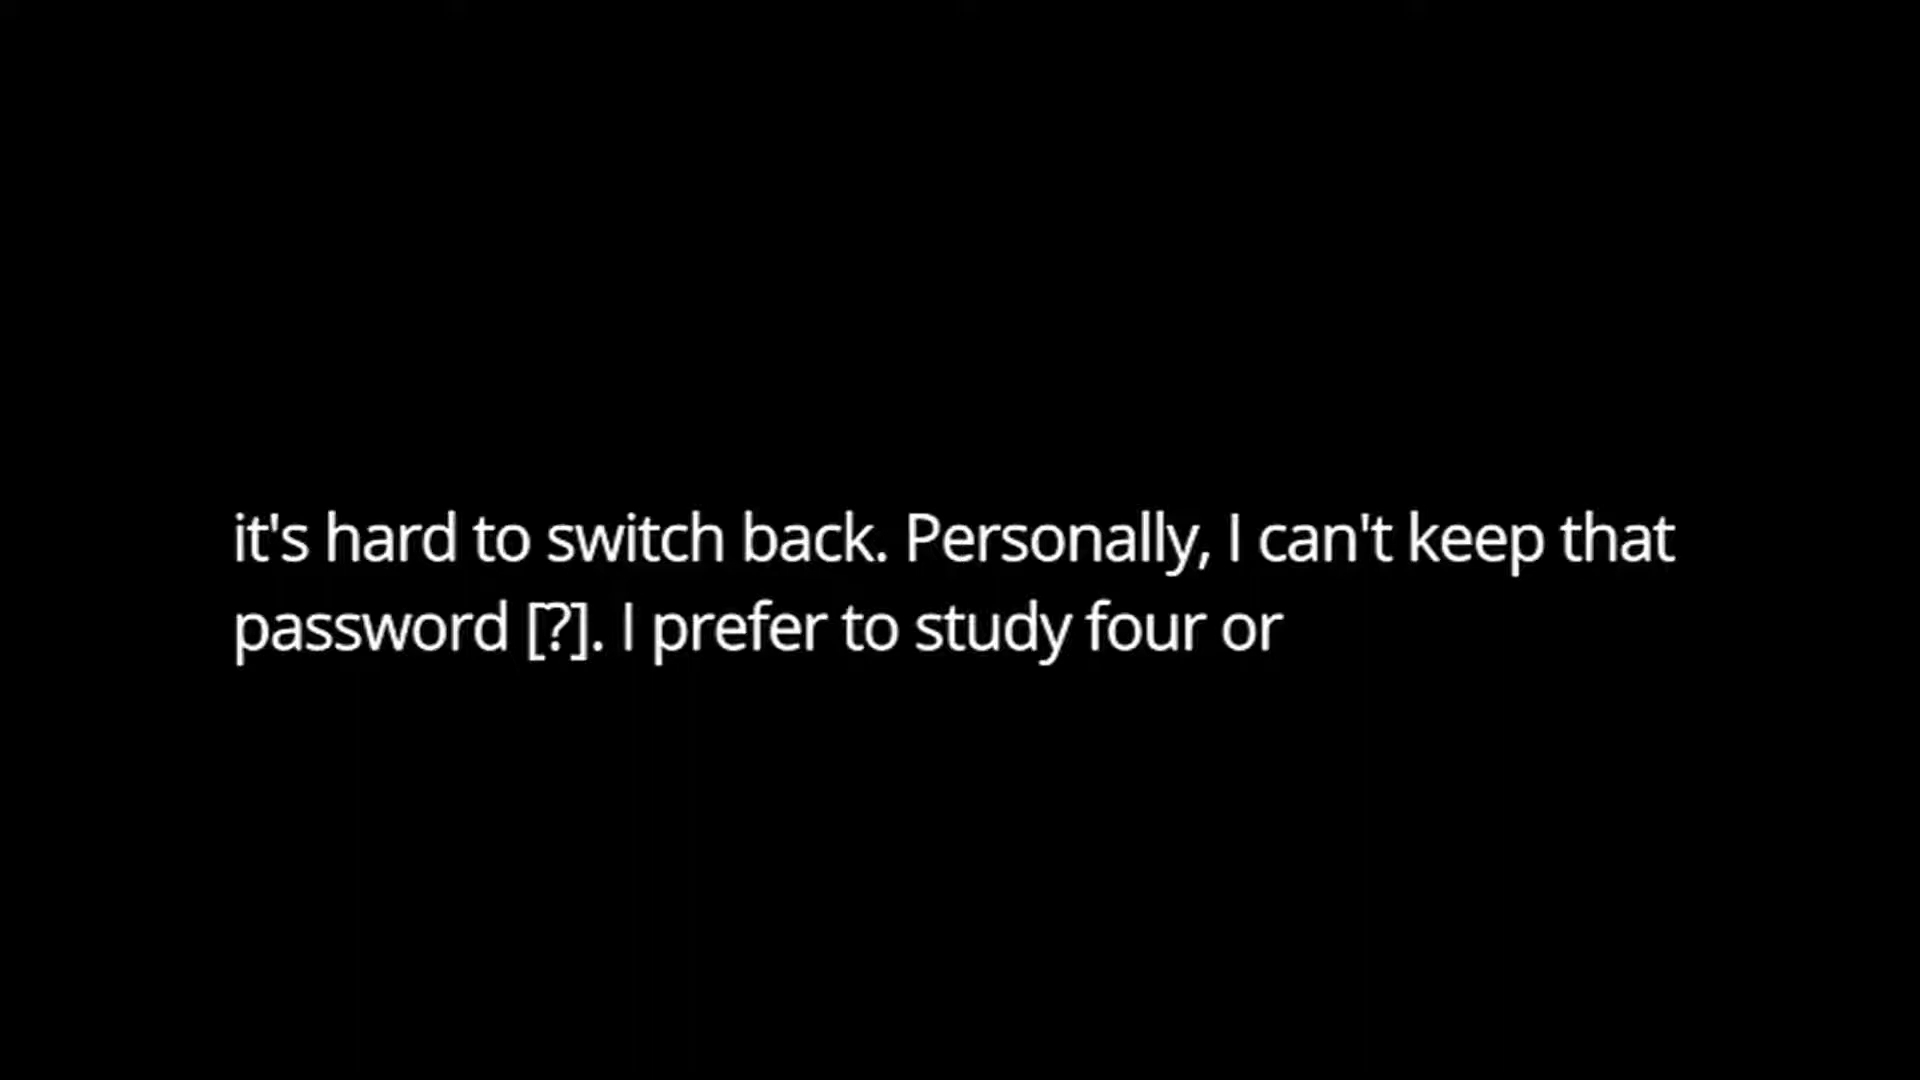 it's hard to switch back. Personally, I can't keep that
password [?]. I prefer to study four or